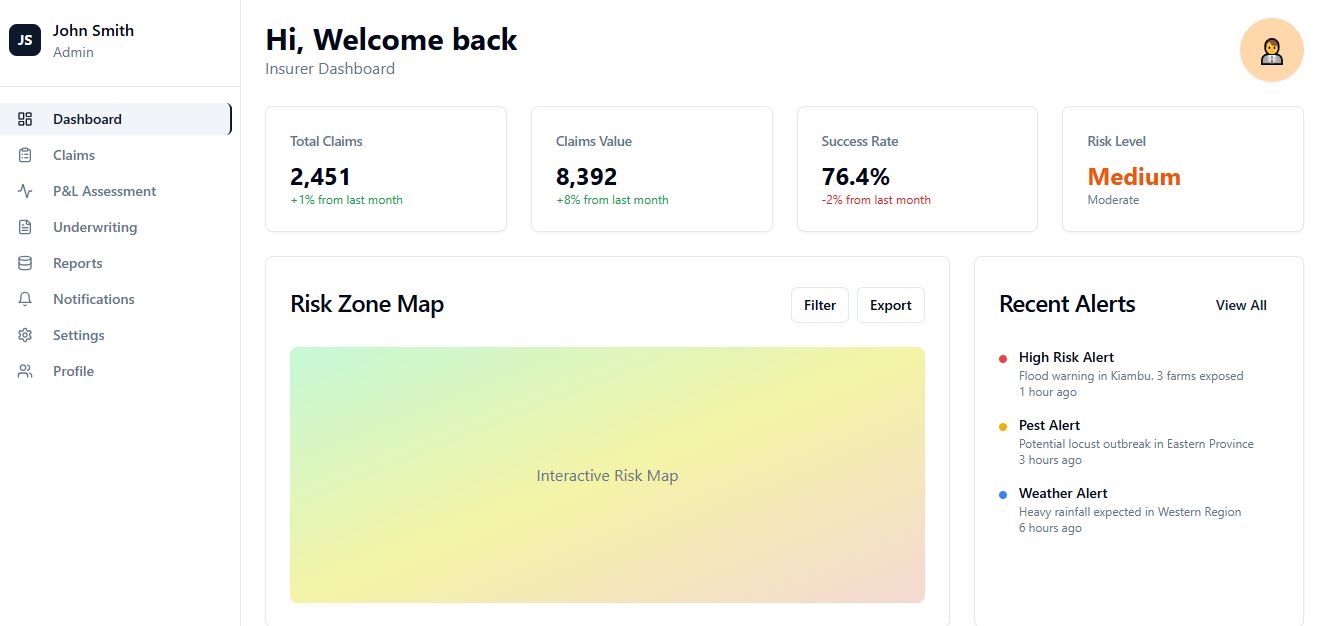 JS
John Smith
Admin
Dashboard
Claims
P&L Assessment
Underwriting
Reports
Notifications
Settings
Profile
Hi, Welcome back
Insurer Dashboard
Total Claims
2,451
+1% from last month
Claims Value
8,392
+8% from last month
Success Rate
76.4%
-2% from last month
Risk Level
Medium
Moderate
Risk Zone Map
Filter
Export
Interactive Risk Map
Recent Alerts
View All
High Risk Alert
Flood warning in Kiambu. 3 farms exposed
1 hour ago
Pest Alert
Potential locust outbreak in Eastern Province
3 hours ago
Weather Alert
Heavy rainfall expected in Western Region
6 hours ago